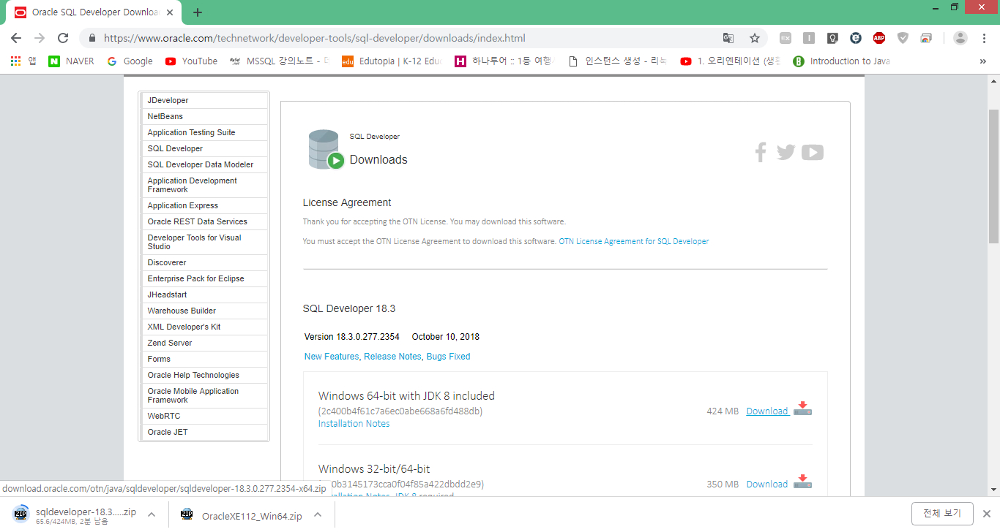 Oracle SQL Developer Downloa
https://www.oracle.com/technetwork/developer-tools/sql-developer/downloads/index.html
앱 NAVER Google YouTube MSSQL 강의노트 - Edutopia | K-12 Edu 하나투어 :: 1등 여행 인스턴스 생성 - 리눅 1. 오리엔테이션 (생 Introduction to Java »
JDeveloper
NetBeans
Application Testing Suite
SQL Developer
SQL Developer Data Modeler
Application Development
Framework
Application Express
Oracle REST Data Services
Developer Tools for Visual
Studio
Discoverer
Enterprise Pack for Eclipse
JHeadstart
Warehouse Builder
XML Developer's Kit
Zend Server
Forms
Oracle Help Technologies
Oracle Mobile Application
Framework
WebRTC
Oracle JET
SQL Developer
Downloads
License Agreement
Thank you for accepting the OTN License. You may download this software.
You must accept the OTN License Agreement to download this software. OTN License Agreement for SQL Developer
SQL Developer 18.3
Version 18.3.0.277.2354 October 10, 2018
New Features, Release Notes, Bugs Fixed
Windows 64-bit with JDK 8 included
(2c400b4f61c7a6ec0abe668a6fd488db)
Installation Notes
424 MB Download
Windows 32-bit/64-bit
0b3145173cca0f04f85a422dbdd2e9)
350 MB Download
Installation Notes, JDK 8 required
download.oracle.com/otn/java/sqldeveloper/sqldeveloper-18.3.0.277.2354-x64.zip
ZIP sqldeveloper-18.3.....zip
65.6/424MB, 2분 남음
ZIP OracleXE112_Win64.zip
전체 보기